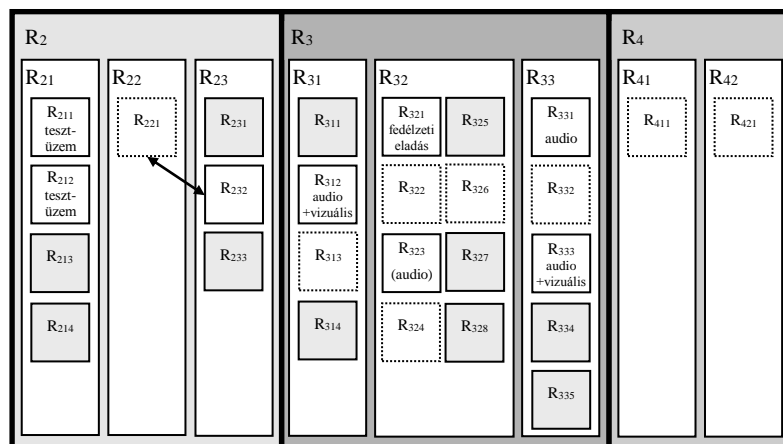 R2
R3
R4
R21
R22
R23
R31
R32
R33
R41
R42
R211
teszt-
üzem
R212
teszt-
üzem
R213
R214
R221
R231
R232
R233
R311
R312
audio
+vizuális
R313
R314
R321
fedélzeti
eladás
R322
R323
(audio)
R324
R325
R326
R327
R328
R331
audio
R332
R333
audio
+vizuális
R334
R335
R411
R421